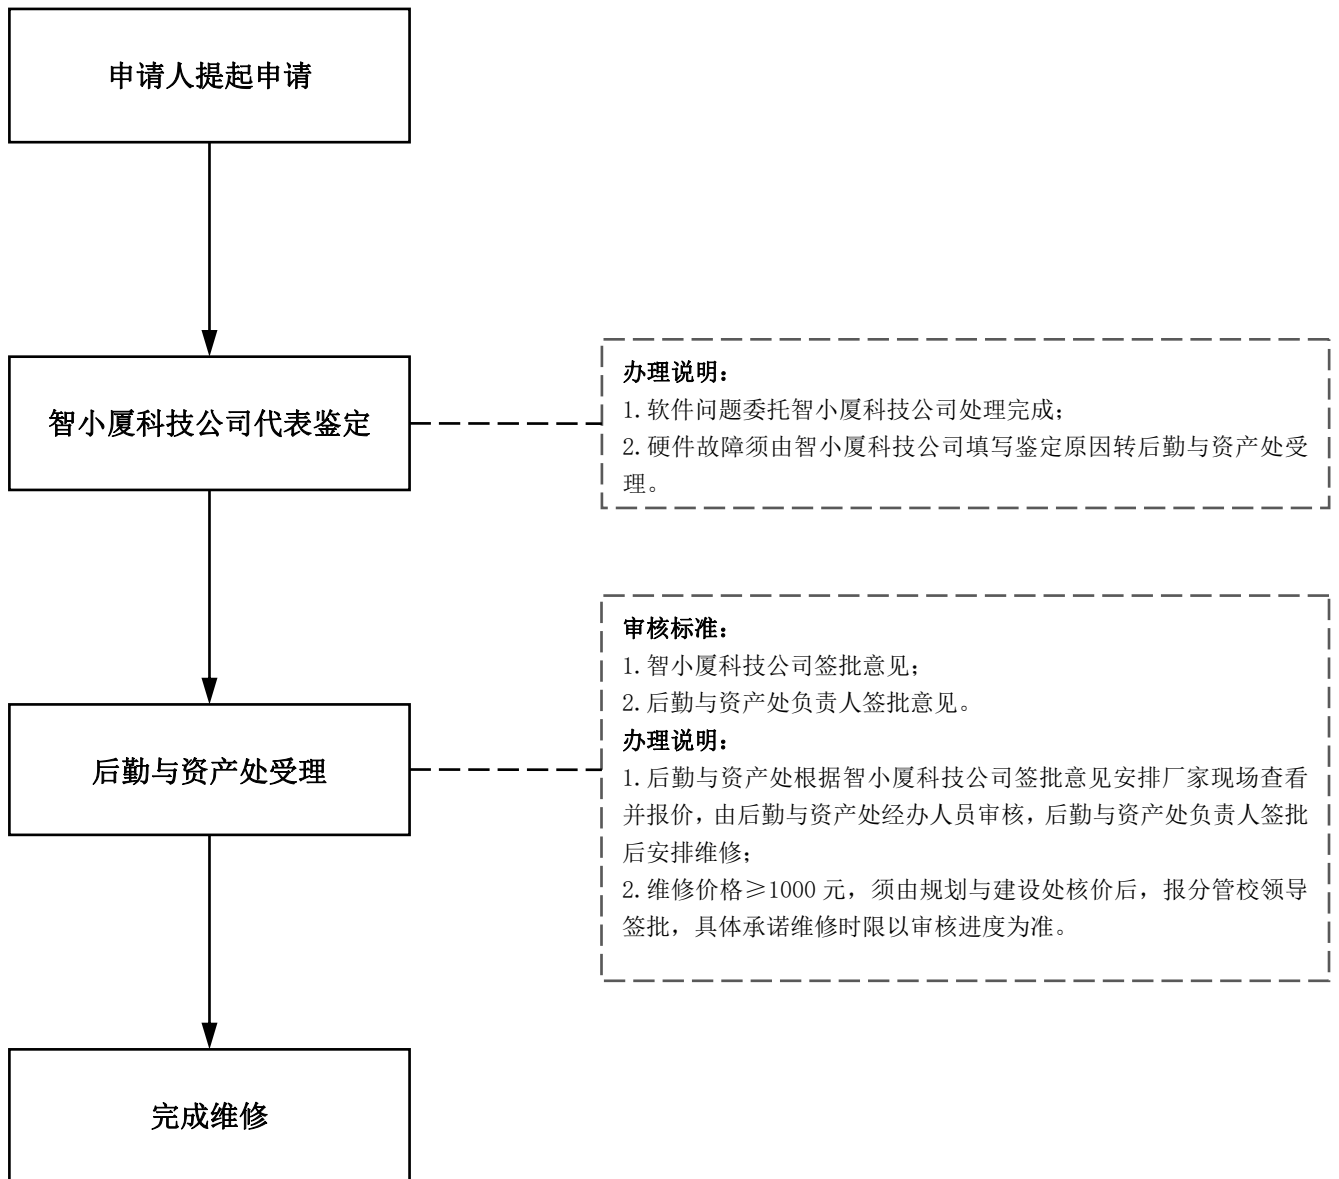 申请人提起申请
智小厦科技公司代表鉴定
办理说明：
1.软件问题委托智小厦科技公司处理完成；
2.硬件故障须由智小厦科技公司填写鉴定原因转后勤与资产处受
理。
审核标准：
1.智小厦科技公司签批意见；
2.后勤与资产处负责人签批意见。
办理说明：
后勤与资产处受理
1.后勤与资产处根据智小厦科技公司签批意见安排厂家现场查看
并报价，由后勤与资产处经办人员审核，后勤与资产处负责人签批
后安排维修；
2.维修价格≥1000 元，须由规划与建设处核价后，报分管校领导
签批，具体承诺维修时限以审核进度为准。
完成维修